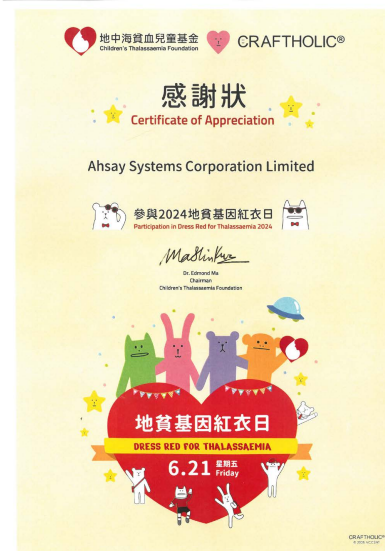 地中海貧血兒童基金
Children's Thalassaemia Foundation
CRAFTHOLIC®
感謝狀
Certificate of Appreciation
Ahsay Systems Corporation Limited
參與2024地貧基因紅衣日
Participation in Dress Red for Thalassaemia 2024
Dr. Edmond Ma
Chairman
Children's Thalassaemia Foundation
地貧基因紅衣日
DRESS RED FOR THALASSAEMIA
6.21 星期五
Friday
CRAFTHOLIC®